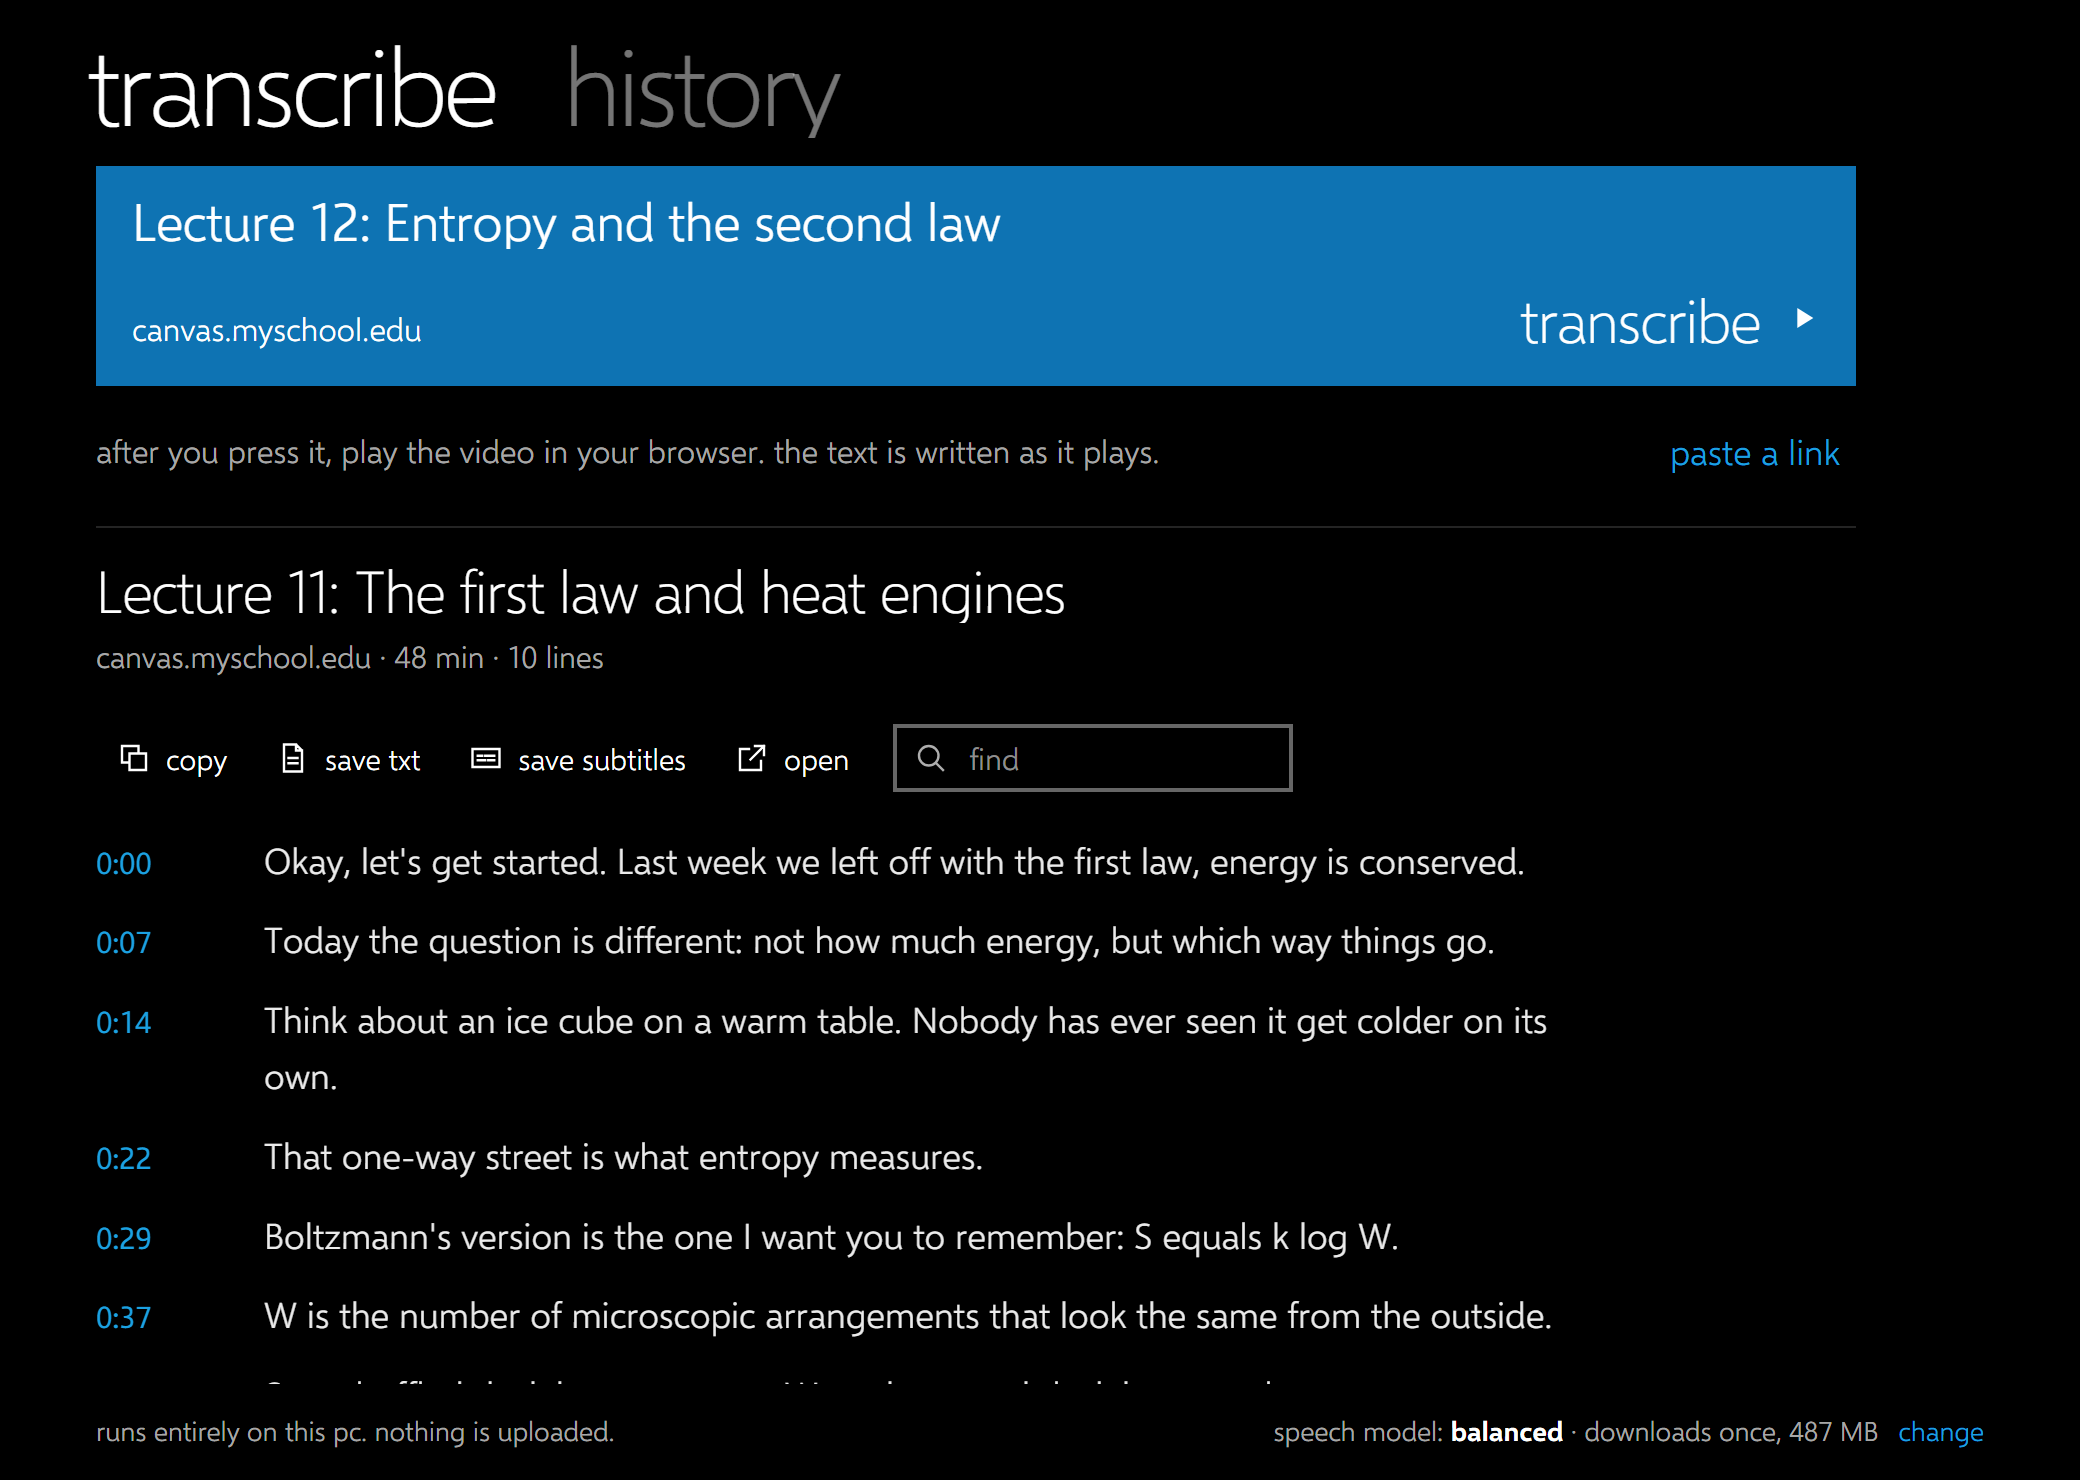 transcribe history
Lecture 12: Entropy and the second law
canvas.myschool.edu
transcribe
after you press it, play the video in your browser. the text is written as it plays.
paste a link
Lecture 11: The first law and heat engines
canvas.myschool.edu · 48 min · 10 lines
copy save txt save subtitles open find
0:00 Okay, let's get started. Last week we left off with the first law, energy is conserved.
0:07 Today the question is different: not how much energy, but which way things go.
0:14 Think about an ice cube on a warm table. Nobody has ever seen it get colder on its
own.
0:22 That one-way street is what entropy measures.
0:29 Boltzmann's version is the one I want you to remember: S equals k log W.
0:37 W is the number of microscopic arrangements that look the same from the outside.
runs entirely on this pc. nothing is uploaded.
speech model: balanced · downloads once, 487 MB change